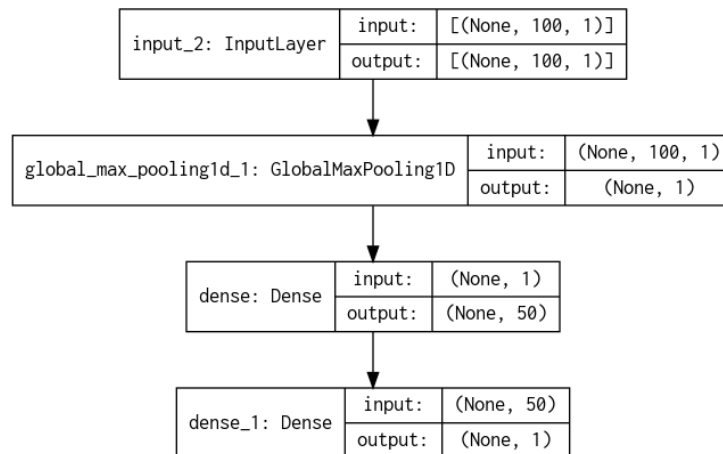 input_2: InputLayer
input: [(None, 100, 1)]
output: [(None, 100, 1)]
global_max_pooling1d_1: GlobalMaxPooling1D
input: (None, 100, 1)
output: (None, 1)
dense: Dense
input: (None, 1)
output: (None, 50)
dense_1: Dense
input: (None, 50)
output: (None, 1)